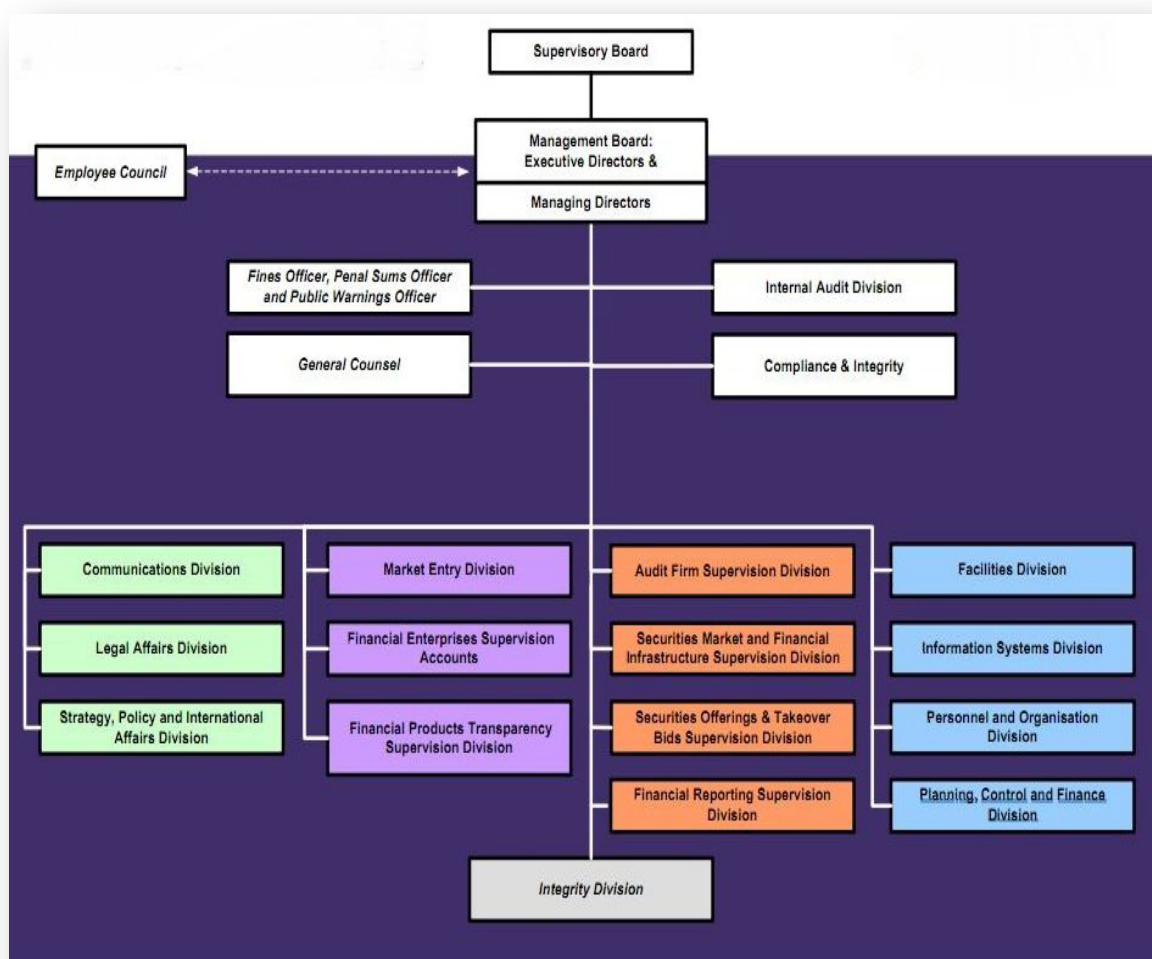 Supervisory Board
Management Board:
Executive Directors &
Managing Directors
Employee Council
Fines Officer, Penal Sums Officer
and Public Warnings Officer
Internal Audit Division
General Counsel
Compliance & Integrity
Communications Division
Legal Affairs Division
Strategy, Policy and International
Affairs Division
Market Entry Division
Financial Enterprises Supervision
Accounts
Financial Products Transparency
Supervision Division
Audit Firm Supervision Division
Securities Market and Financial
Infrastructure Supervision Division
Securities Offerings & Takeover
Bids Supervision Division
Financial Reporting Supervision
Division
Facilities Division
Information Systems Division
Personnel and Organisation
Division
Planning, Control and Finance
Division
Integrity Division